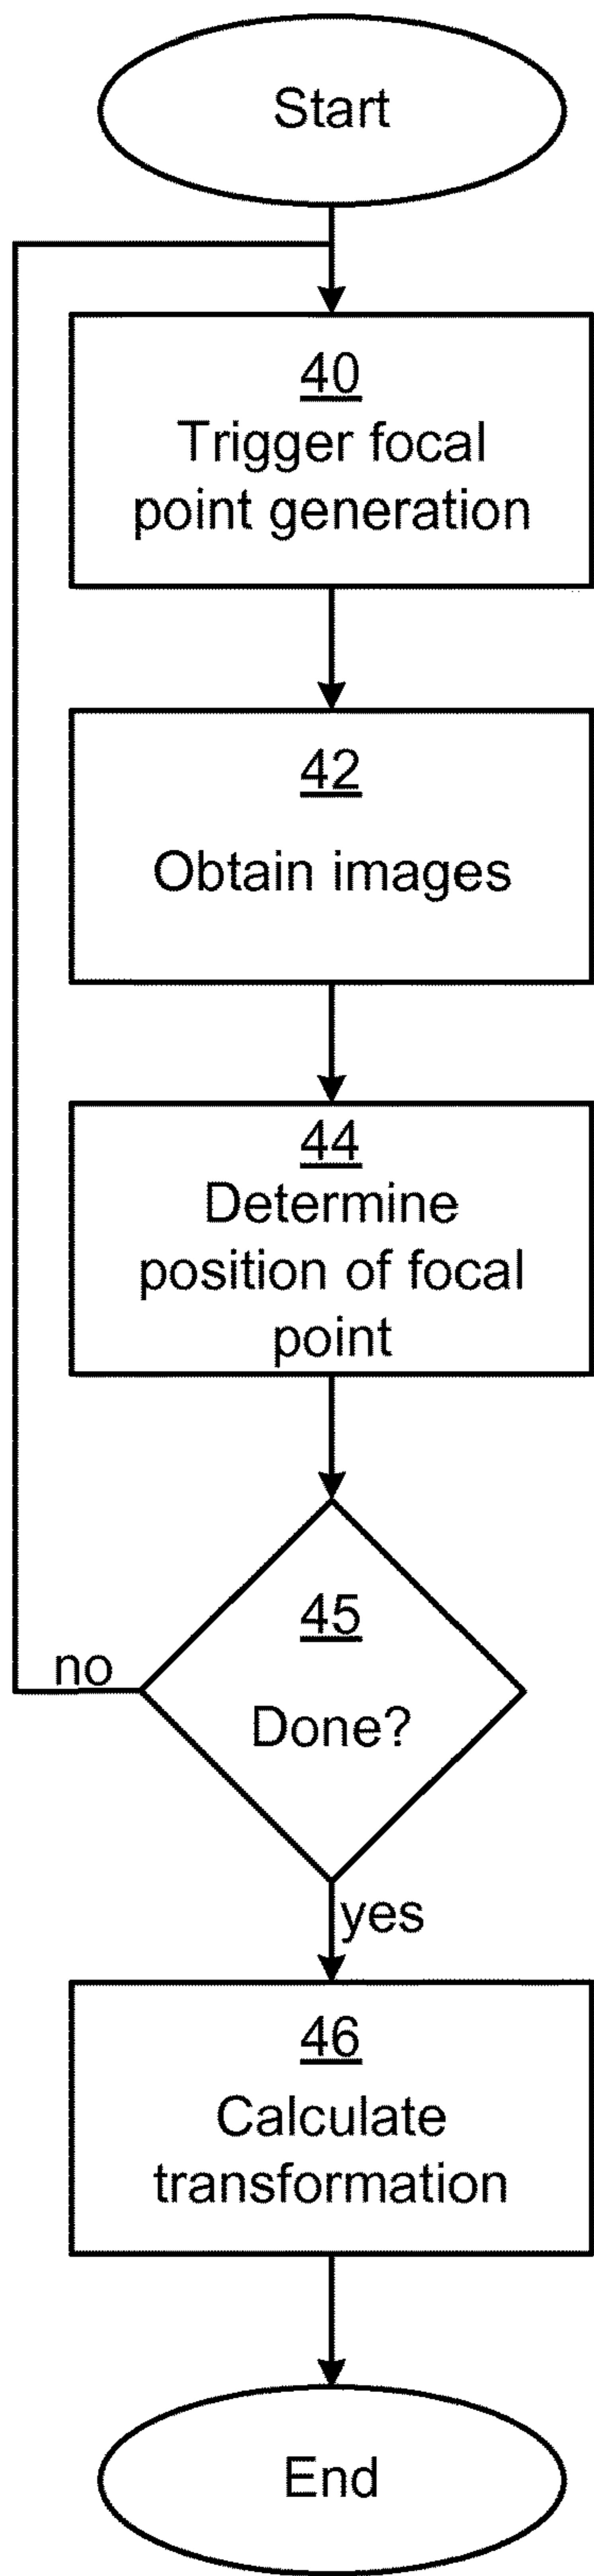 Start
40
Trigger focal
point generation
42
Obtain images
44
Determine
position of focal
point
45
no
Done?
yes
46
Calculate
transformation
End